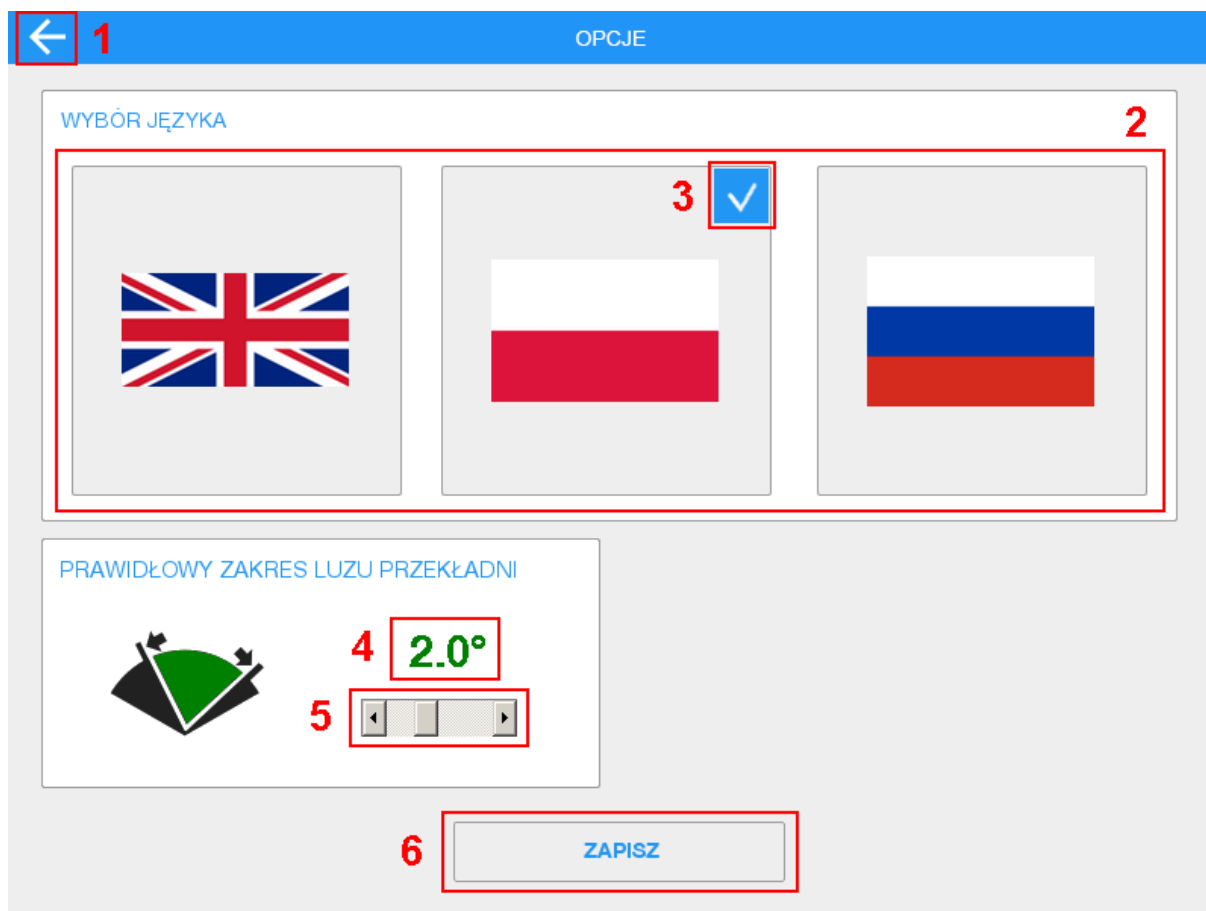 1
OPCJE
WYBÓR JĘZYKA
2
3
PRAWIDŁOWY ZAKRES LUZU PRZEKŁADNI
4
2.0°
5
6
ZAPISZ